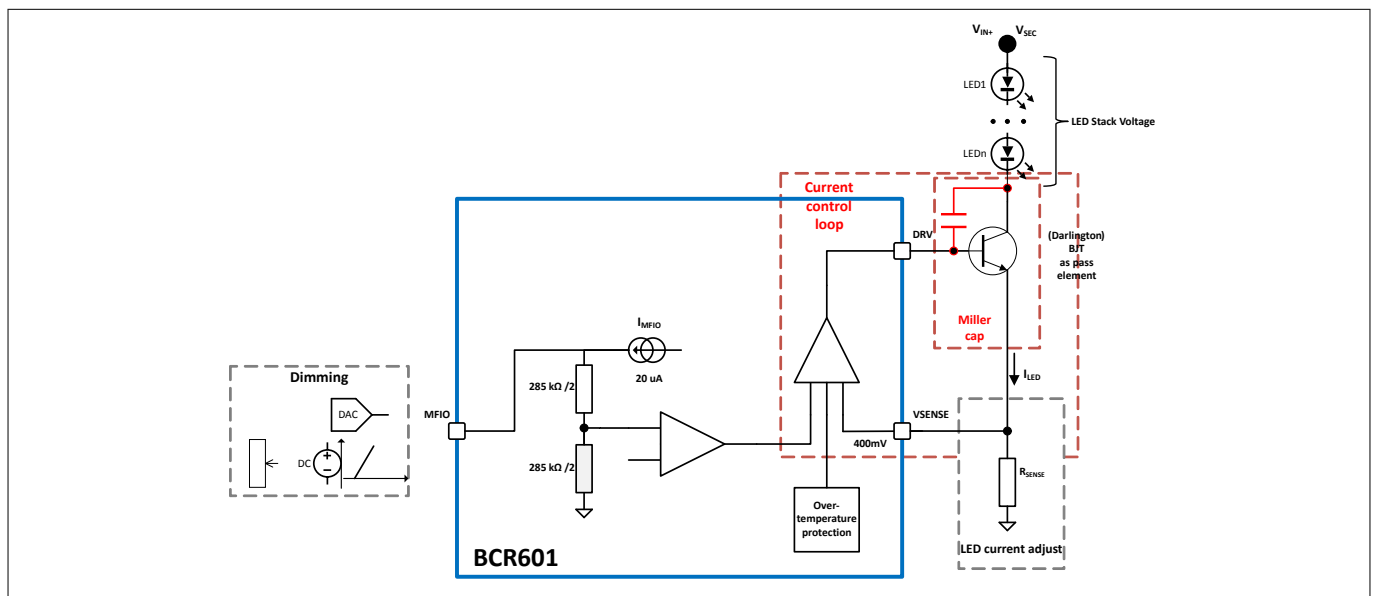 VIN+ VSEC
LED1
LED Stack Voltage
LEDn
Current
control
loop
DRV
(Darlington)
BJT
as pass
element
Miller
cap
IMFIO
20 uA
285 kΩ /2
ILED
Dimming
DAC
DC
MFIO
VSENSE
400mV
285 kΩ /2
RSENSE
Over-
temperature
protection
BCR601
LED current adjust